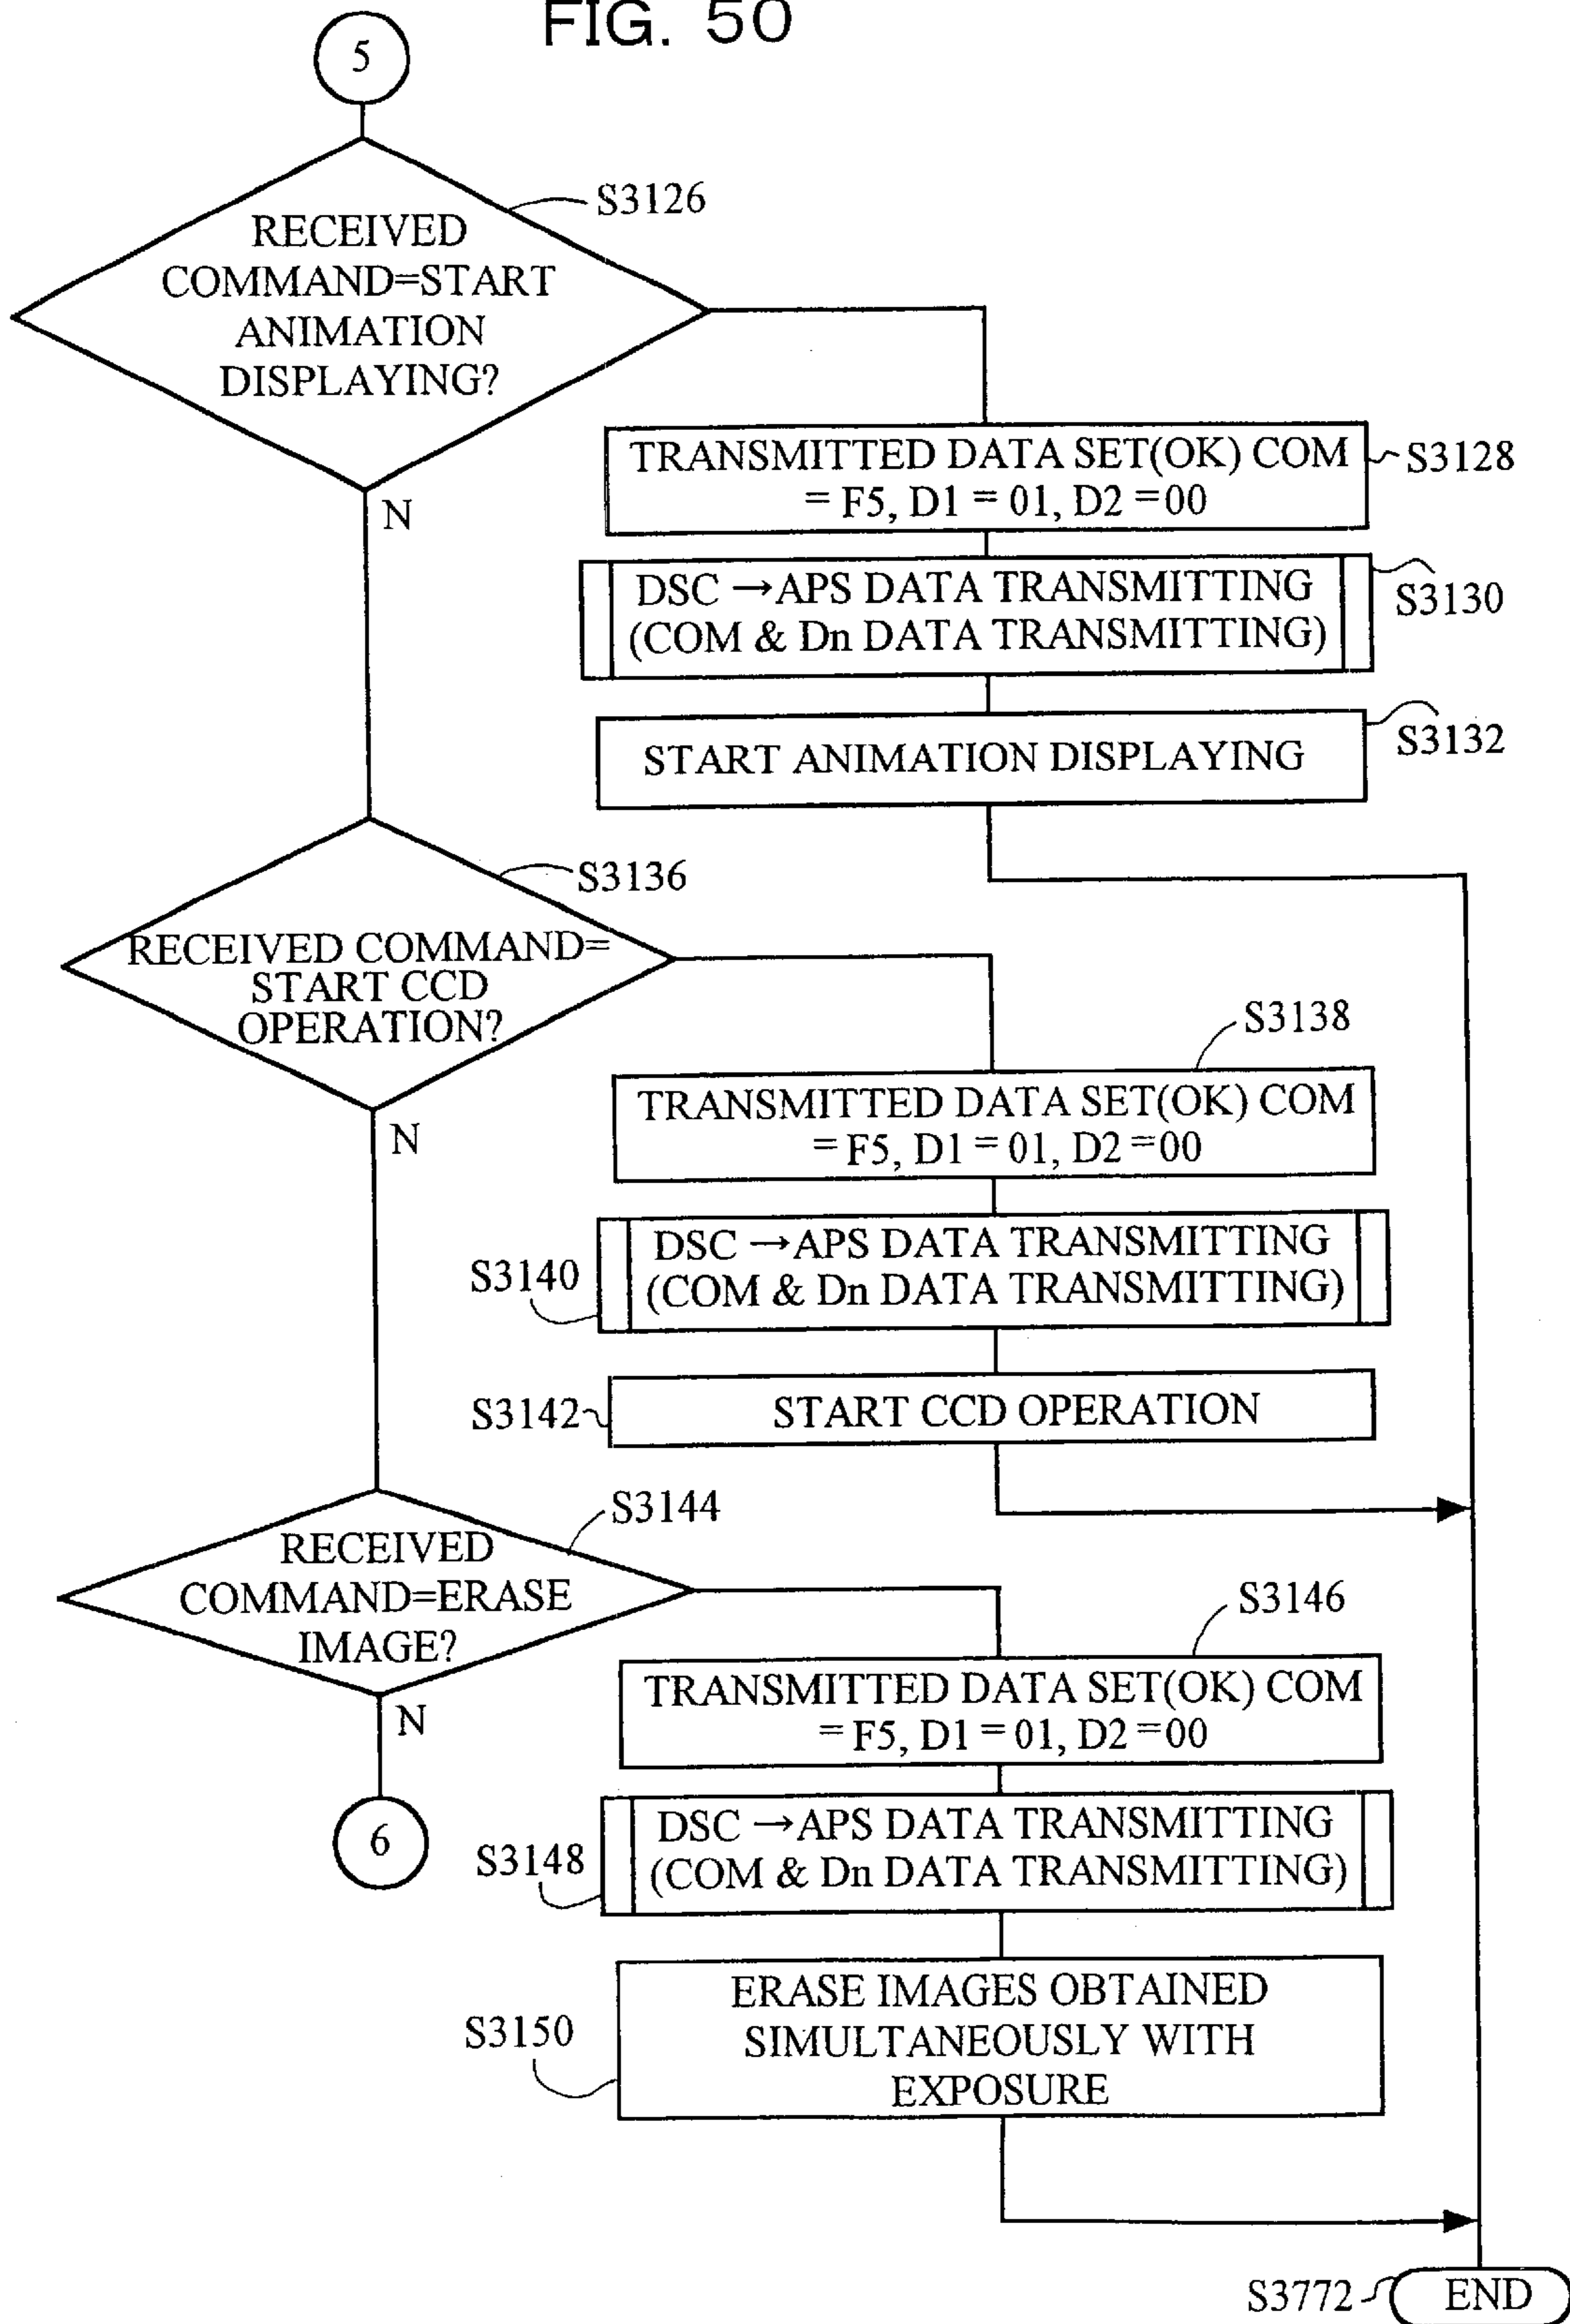 FIG. 50
5
S3126
RECEIVED
COMMAND=START
ANIMATION
DISPLAYING?
N
TRANSMITTED DATA SET(OK) COM
= F5, D1 = 01, D2 =00
S3128
DSC →APS DATA TRANSMITTING
(COM & Dn DATA TRANSMITTING)
S3130
START ANIMATION DISPLAYING
S3132
S3136
RECEIVED COMMAND=
START CCD
OPERATION?
N
S3138
TRANSMITTED DATA SET(OK) COM
= F5, D1 = 01, D2 =00
S3140
DSC →APS DATA TRANSMITTING
(COM & Dn DATA TRANSMITTING)
S3142
START CCD OPERATION
S3144
RECEIVED
COMMAND=ERASE
IMAGE?
N
6
S3146
TRANSMITTED DATA SET(OK) COM
= F5, D1 = 01, D2 =00
S3148
DSC →APS DATA TRANSMITTING
(COM & Dn DATA TRANSMITTING)
S3150
ERASE IMAGES OBTAINED
SIMULTANEOUSLY WITH
EXPOSURE
S3772
END